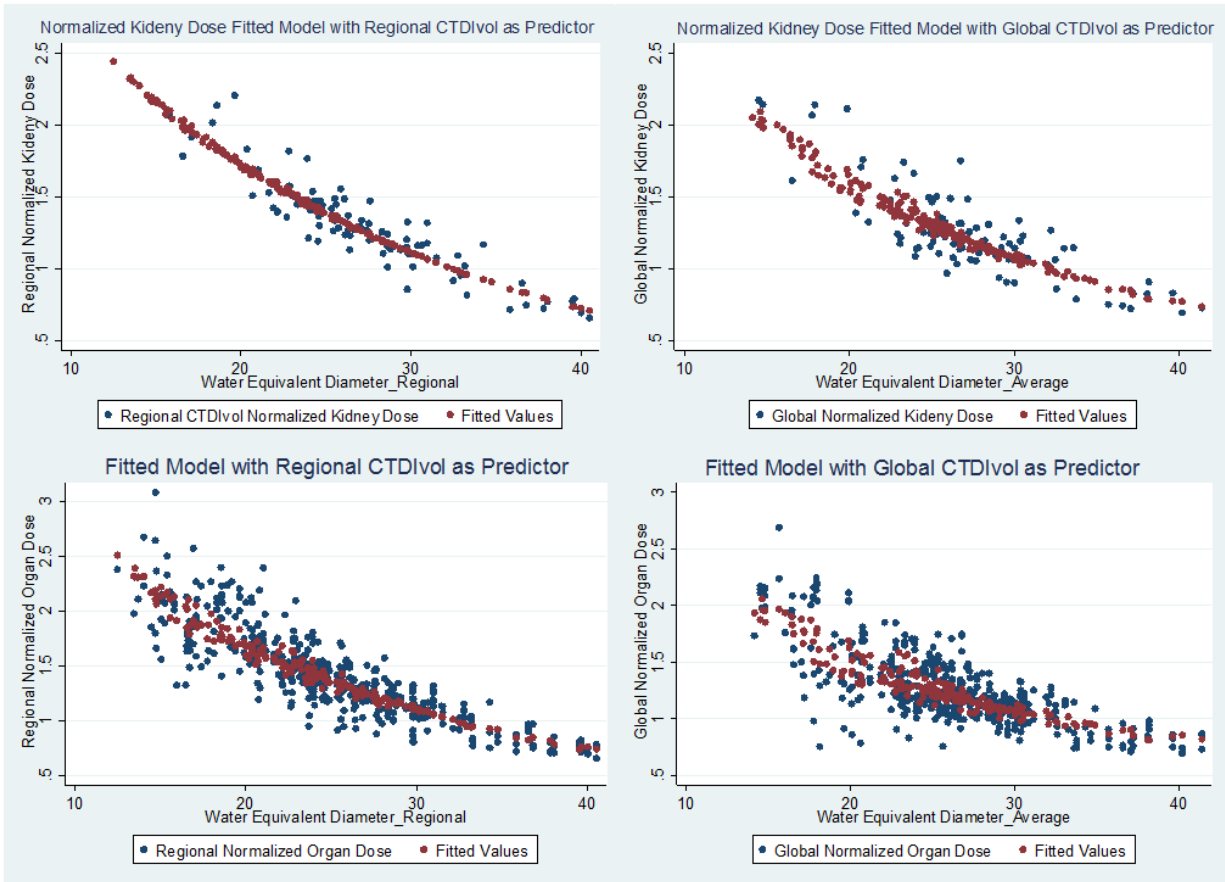 Normalized Kideny Dose Fitted Model with Regional CTDIvol as Predictor
Regional Normalized Kideny Dose
2.5
2
1.5
1
.5
10 20 30 40
Water Equivalent Diameter_Regional
Regional CTDIvol Normalized Kidney Dose Fitted Values
Normalized Kidney Dose Fitted Model with Global CTDIvol as Predictor
Global Normalized Kidney Dose
2.5
2
1.5
1
.5
10 20 30 40
Water Equivalent Diameter_Average
Global Normalized Kideny Dose Fitted Values
Fitted Model with Regional CTDIvol as Predictor
Regional Normalized Organ Dose
3
2.5
2
1.5
1
.5
10 20 30 40
Water Equivalent Diameter_Regional
Regional Normalized Organ Dose Fitted Values
Fitted Model with Global CTDIvol as Predictor
Global Normalized Organ Dose
3
2.5
2
1.5
1
.5
10 20 30 40
Water Equivalent Diameter_Average
Global Normalized Organ Dose Fitted Values